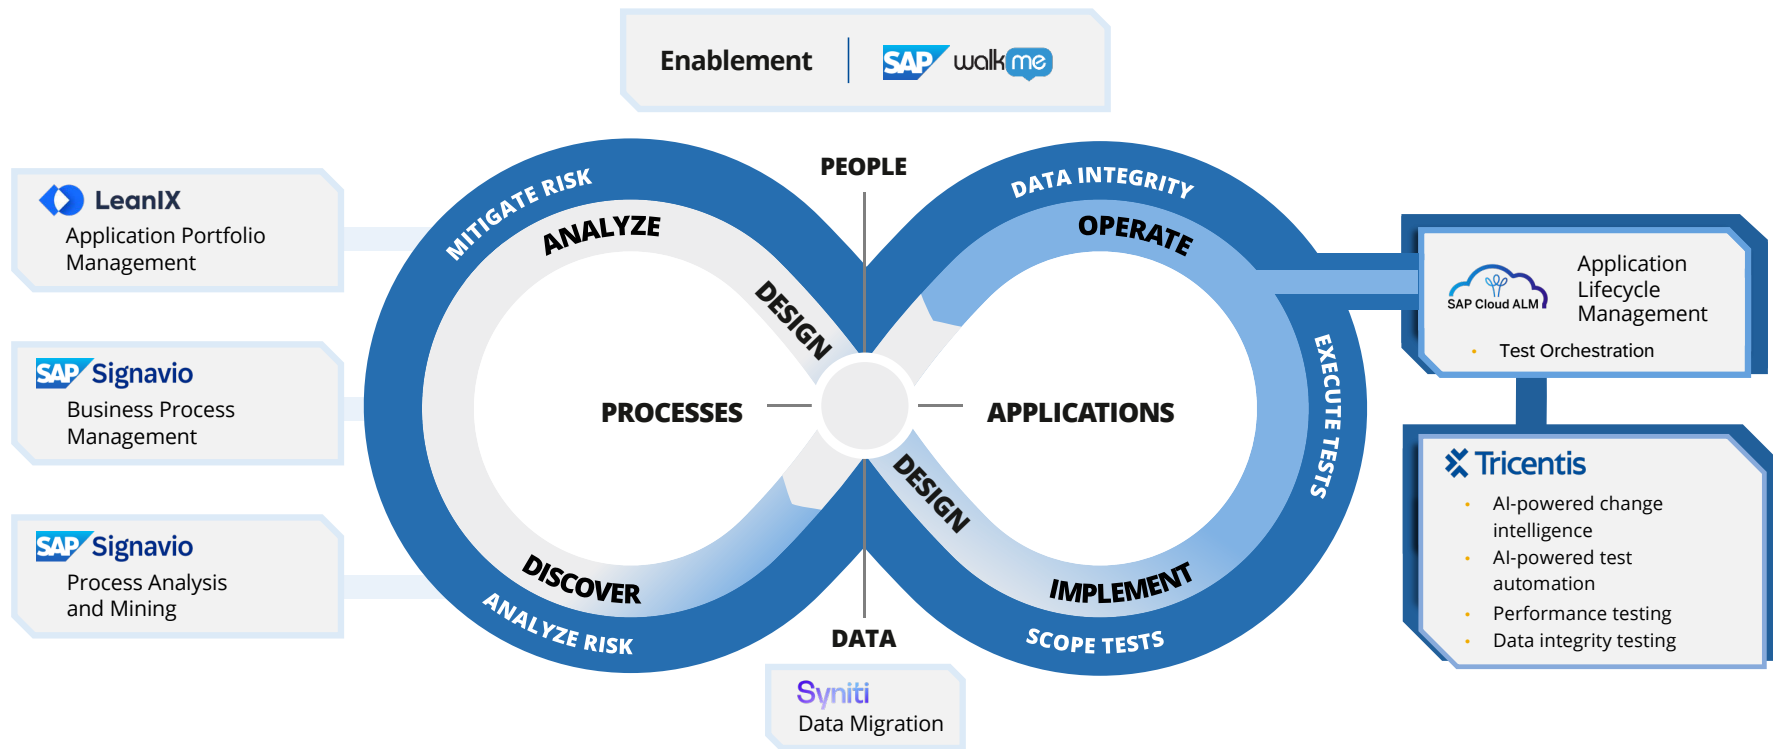 Enablement
SAP walkme
PEOPLE
LeanIX
Application Portfolio
Management
SAP Signavio
Business Process
Management
SAP Signavio
Process Analysis
and Mining
MITIGATE RISK
ANALYZE
DESIGN
PROCESSES
DISCOVER
ANALYZE RISK
DATA INTEGRITY
OPERATE
APPLICATIONS
EXECUTE TESTS
DESIGN
IMPLEMENT
SCOPE TESTS
DATA
Syniti
Data Migration
SAP Cloud ALM
Application
Lifecycle
Management
• Test Orchestration
Tricentis
• AI-powered change
intelligence
• AI-powered test
automation
• Performance testing
• Data integrity testing